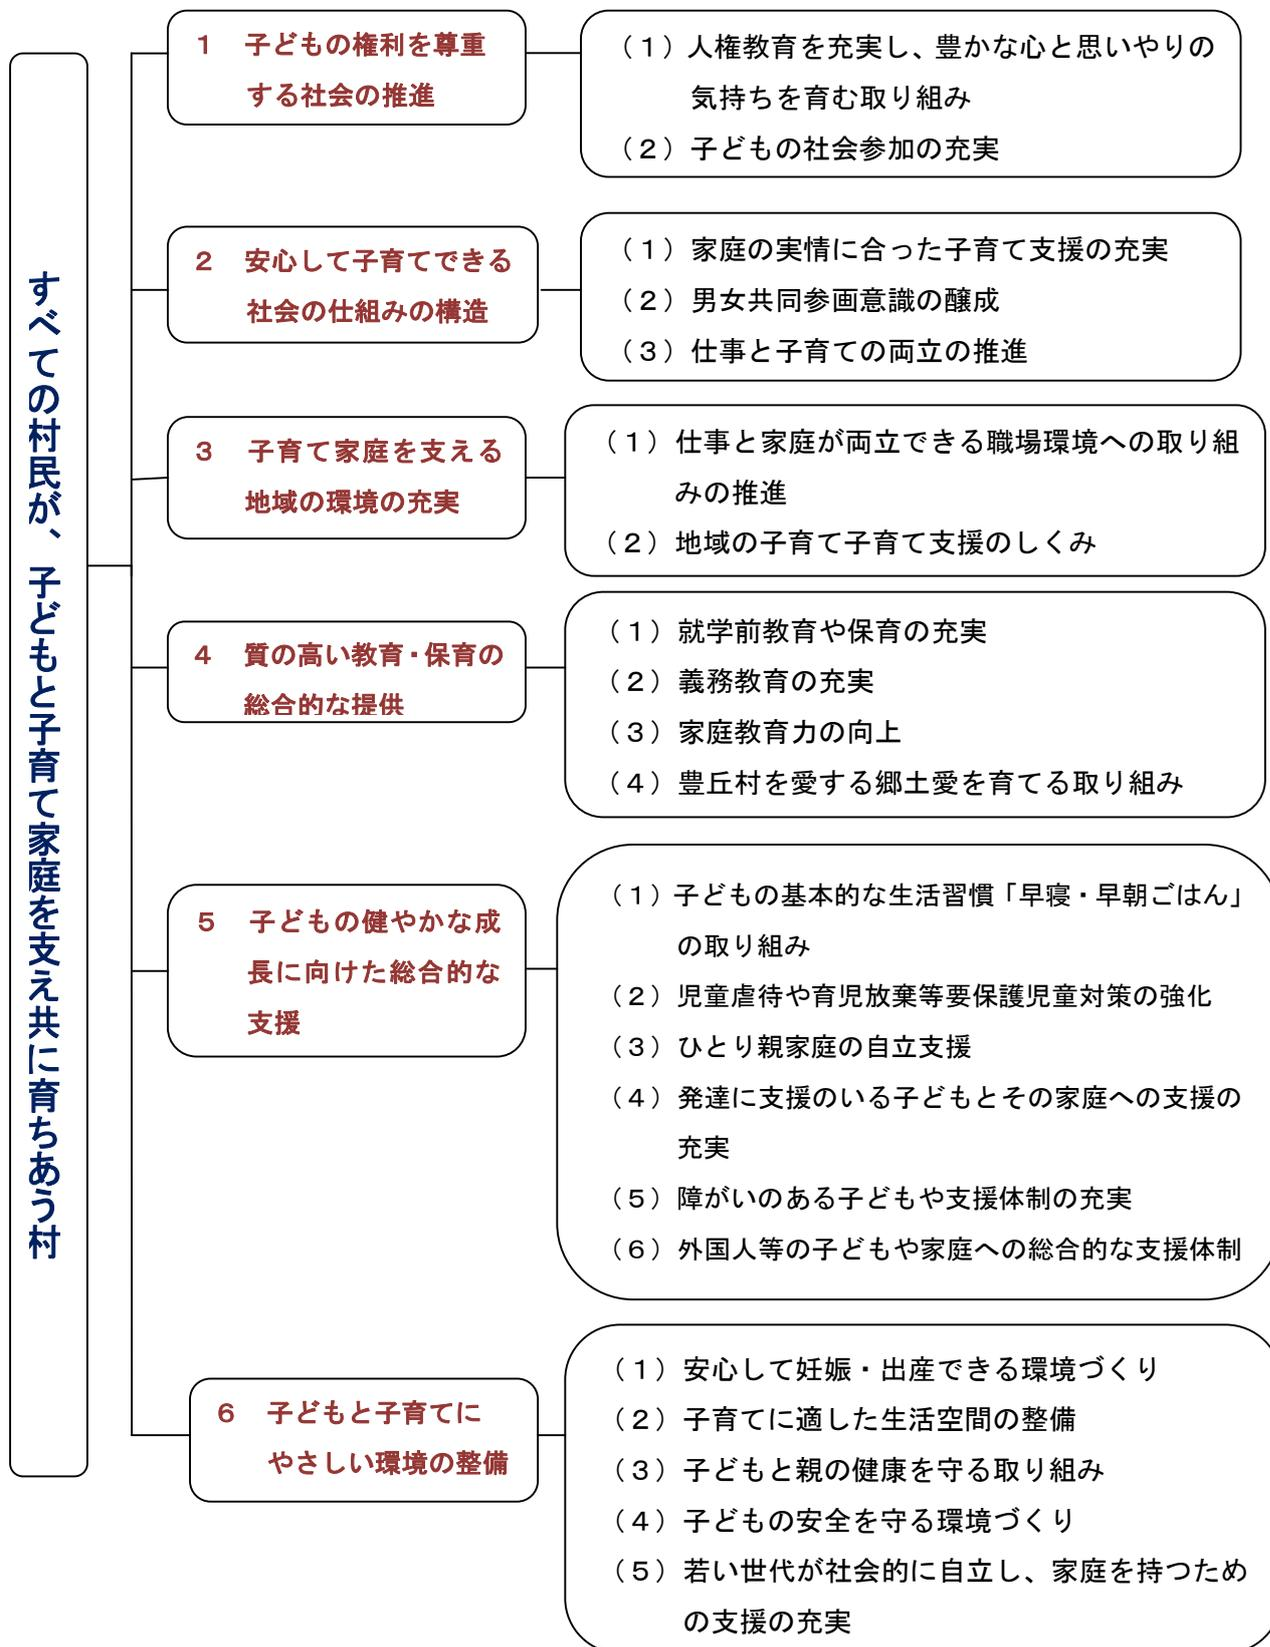 すべての村民が、子どもと子育て家庭を支え共に育ちあう村
１　子どもの権利を尊重
する社会の推進
（１）人権教育を充実し、豊かな心と思いやりの
気持ちを育む取り組み
（２）子どもの社会参加の充実
２　安心して子育てできる
社会の仕組みの構造
（１）家庭の実情に合った子育て支援の充実
（２）男女共同参画意識の醸成
（３）仕事と子育ての両立の推進
３　子育て家庭を支える
地域の環境の充実
（１）仕事と家庭が両立できる職場環境への取り組
みの推進
（２）地域の子育て子育て支援のしくみ
４　質の高い教育・保育の
総合的な提供
（１）就学前教育や保育の充実
（２）義務教育の充実
（３）家庭教育力の向上
（４）豊丘村を愛する郷土愛を育てる取り組み
５　子どもの健やかな成
長に向けた総合的な
支援
（１）子どもの基本的な生活習慣「早寝・早朝ごはん」
の取り組み
（２）児童虐待や育児放棄等要保護児童対策の強化
（３）ひとり親家庭の自立支援
（４）発達に支援のいる子どもとその家庭への支援の
充実
（５）障がいのある子どもや支援体制の充実
（６）外国人等の子どもや家庭への総合的な支援体制
６　子どもと子育てに
やさしい環境の整備
（１）安心して妊娠・出産できる環境づくり
（２）子育てに適した生活空間の整備
（３）子どもと親の健康を守る取り組み
（４）子どもの安全を守る環境づくり
（５）若い世代が社会的に自立し、家庭を持つため
の支援の充実